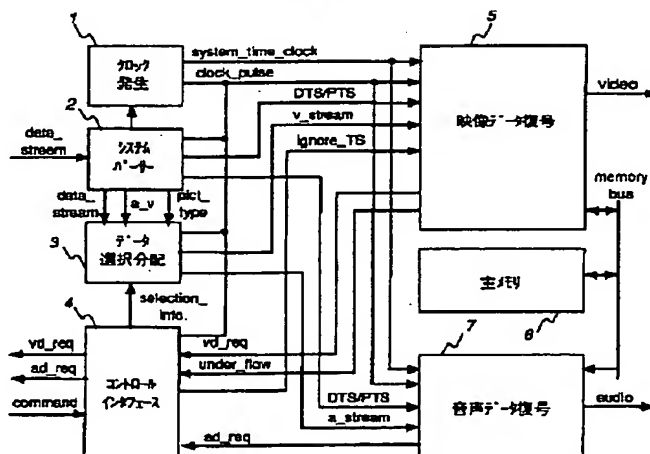 1
クロック
発生
system_time_clock
clock_pulse
DTS/PTS
v_stream
ignore_TS
5
映像データ復号
video
2
システム
パーサー
data_
stream
data_
stream
a_v
pict_
type
memory
bus
3
データ
選択分配
selection_
info.
主メモリ
6
4
コントロール
インタフェース
vd_req
ad_req
command
vd_req
under_flow
DTS/PTS
a_stream
ad_req
7
音声データ復号
audio